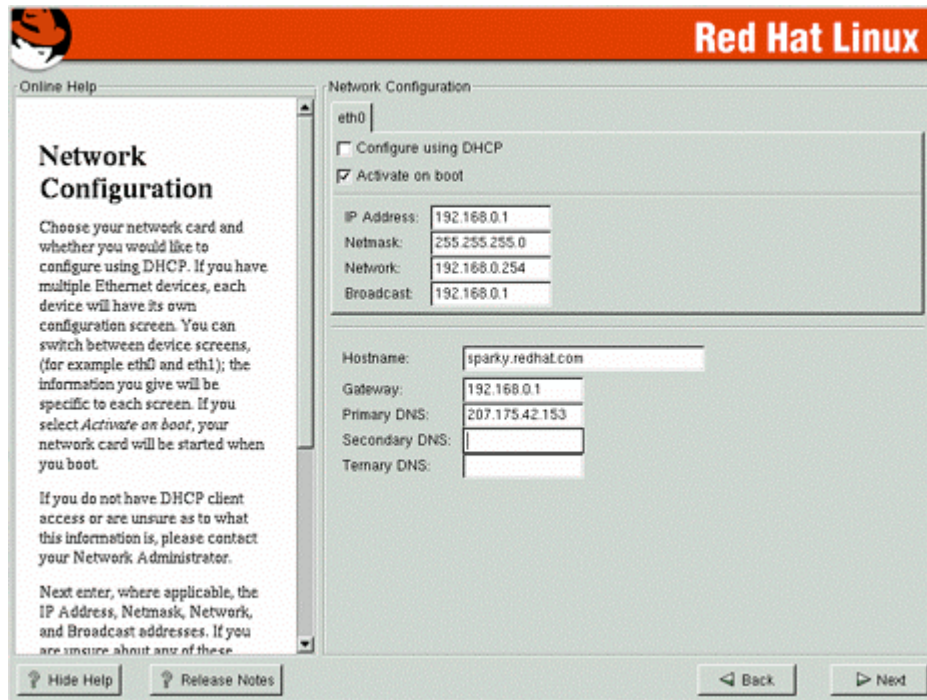 Red Hat Linux
Online Help
Network
Configuration
Choose your network card and
whether you would like to
configure using DHCP. If you have
multiple Ethernet devices, each
device will have its own
configuration screen. You can
switch between device screens,
(for example eth0 and eth1); the
information you give will be
specific to each screen. If you
select Activate on boot, your
network card will be started when
you boot.
If you do not have DHCP client
access or are unsure as to what
this information is, please contact
your Network Administrator.
Next enter, where applicable, the
IP Address, Netmask, Network,
and Broadcast addresses. If you
are unsure about any of these
Network Configuration
eth0
Configure using DHCP
Activate on boot
IP Address: 192.168.0.1
Netmask: 255.255.255.0
Network: 192.168.0.254
Broadcast: 192.168.0.1
Hostname: sparky.redhat.com
Gateway: 192.168.0.1
Primary DNS: 207.175.42.153
Secondary DNS:
Ternary DNS:
? Hide Help
? Release Notes
Back
Next